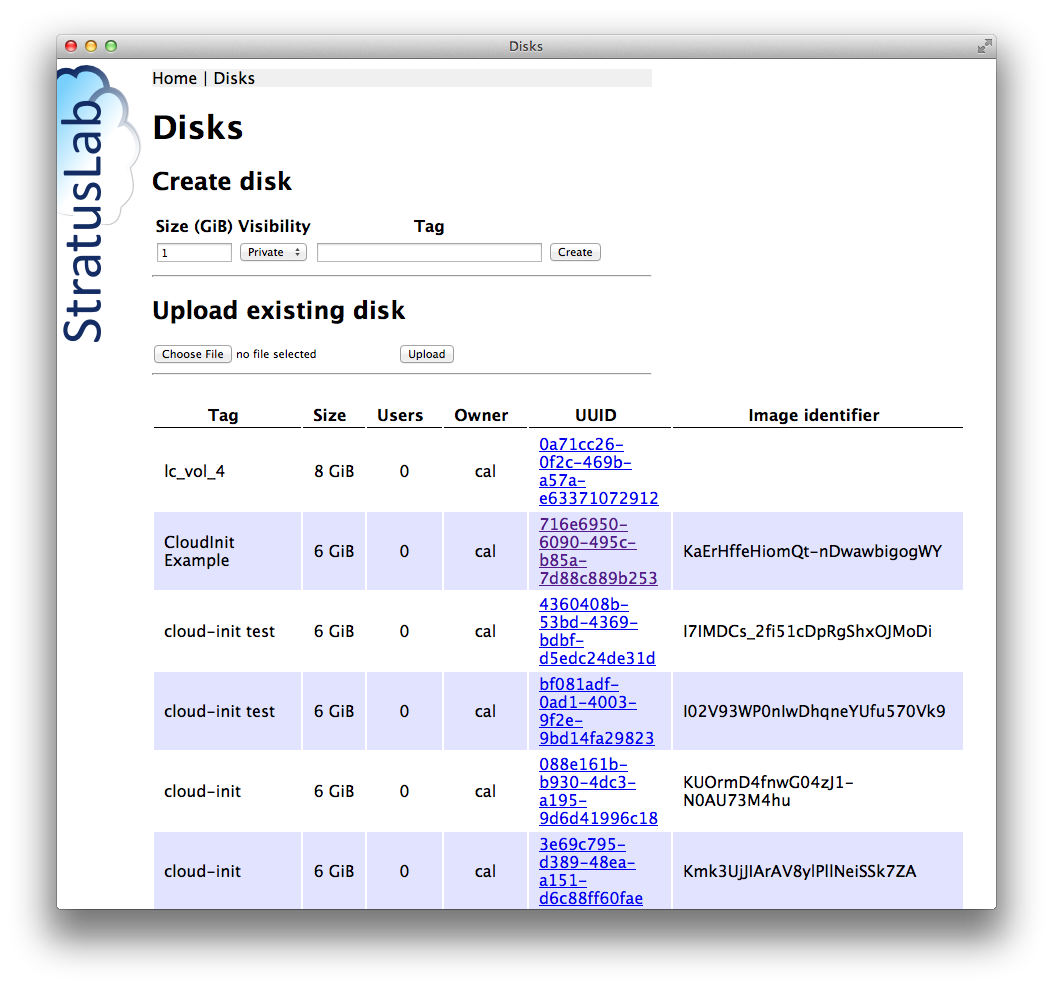 Disks
StratusLab
Home | Disks
Disks
Create disk
Size (GiB) Visibility Tag
1 Private Create
Upload existing disk
Choose File no file selected Upload
Tag Size Users Owner UUID Image identifier
lc_vol_4 8 GiB 0 cal 0a71cc26-
0f2c-469b-
a57a-
e63371072912
CloudInit
Example 6 GiB 0 cal 716e6950-
6090-495c-
b85a-
7d88c889b253 KaErHffeHiomQt-nDwawbigogWY
cloud-init test 6 GiB 0 cal 4360408b-
53bd-4369-
bdbf-
d5edc24de31d I7IMDCs_2fi51cDpRgShxOJMoDi
cloud-init test 6 GiB 0 cal bf081adf-
0ad1-4003-
9f2e-
9bd14fa29823 I02V93WP0nIwDhqneYUfu570Vk9
cloud-init 6 GiB 0 cal 088e161b-
b930-4dc3-
a195-
9d6d41996c18 KUOrmD4fnwG04zJ1-
N0AU73M4hu
cloud-init 6 GiB 0 cal 3e69c795-
d389-48ea-
a151-
d6c88ff60fae Kmk3UjJIArAV8ylPllNeiSSk7ZA